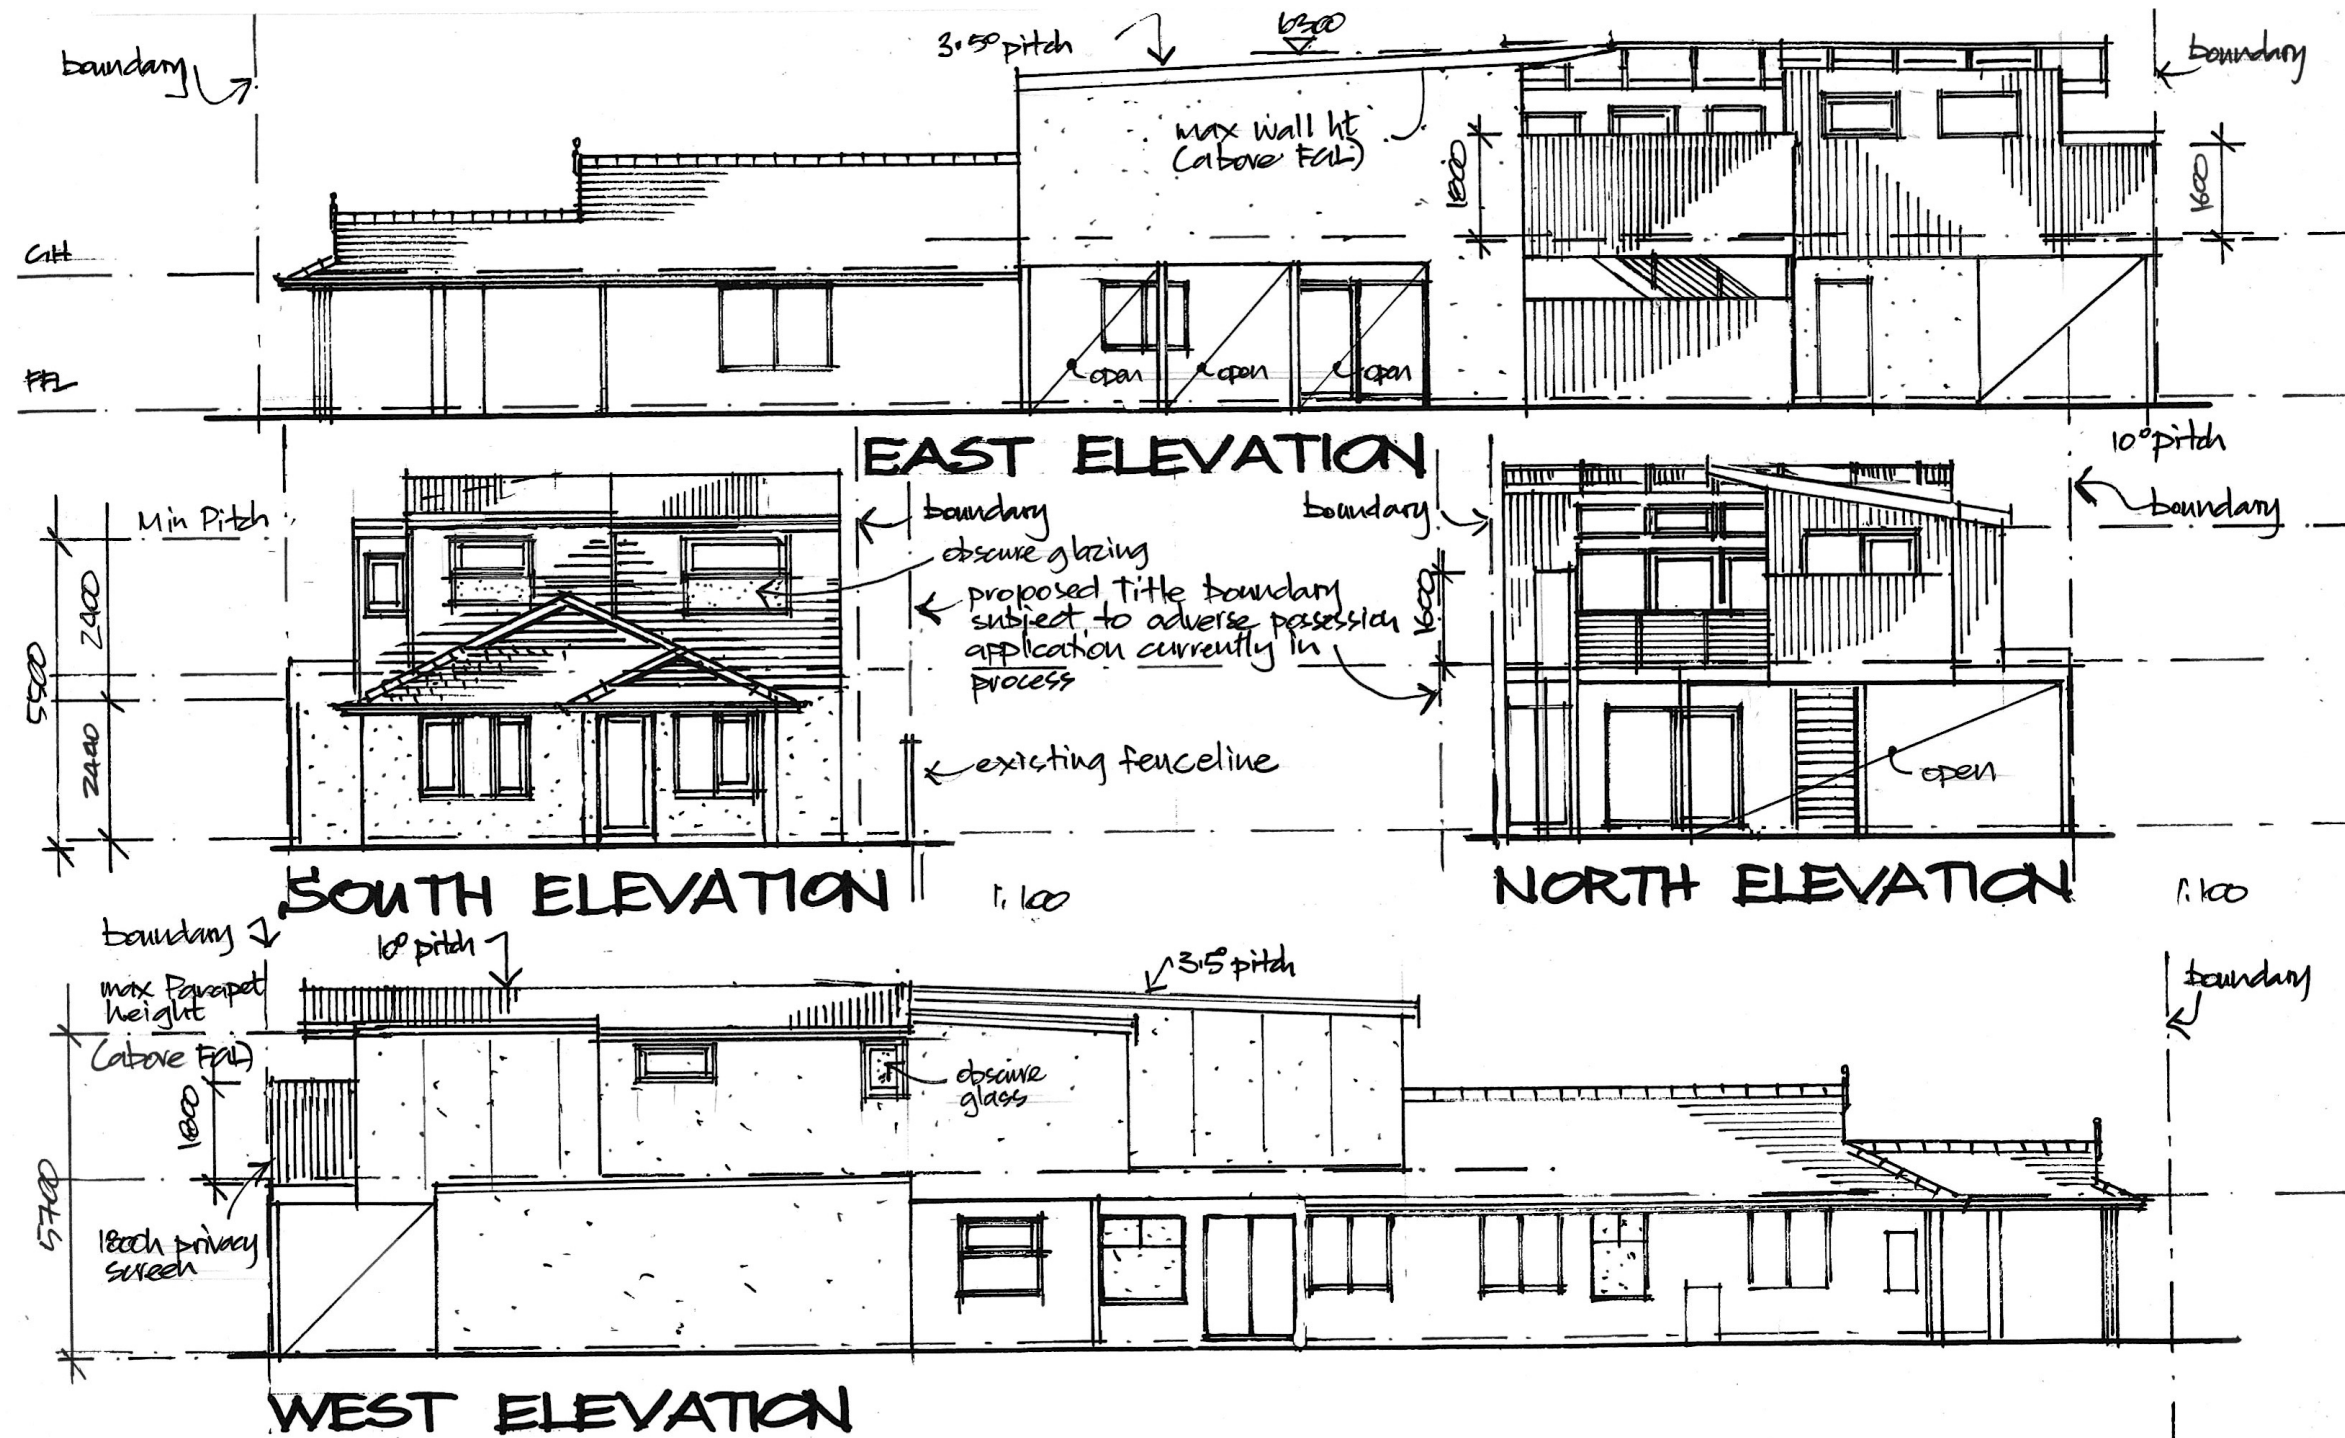 boundary
3.5° pitch
6300
boundary
max wall ht
(above FGL)
1800
1600
CH
FFL
open
open
open
EAST ELEVATION
10° pitch
Min Pitch
boundary
boundary
boundary
obscure glazing
proposed Title boundary
subject to adverse possession
application currently in
process
5500
2400
2440
1600
existing fenceline
open
SOUTH ELEVATION
1:100
NORTH ELEVATION
1:100
boundary
10° pitch
3.5° pitch
boundary
max Parapet
height
(above FGL)
1800
obscure
glass
5700
1800h privacy
screen
WEST ELEVATION